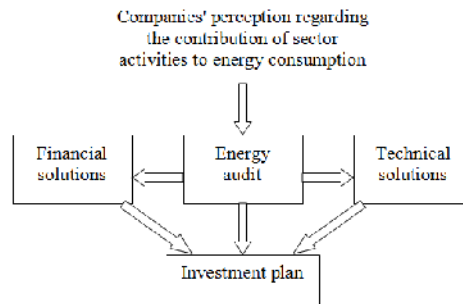 Companies' perception regarding
the contribution of sector
activities to energy consumption
Financial
solutions
Energy
audit
Technical
solutions
Investment plan